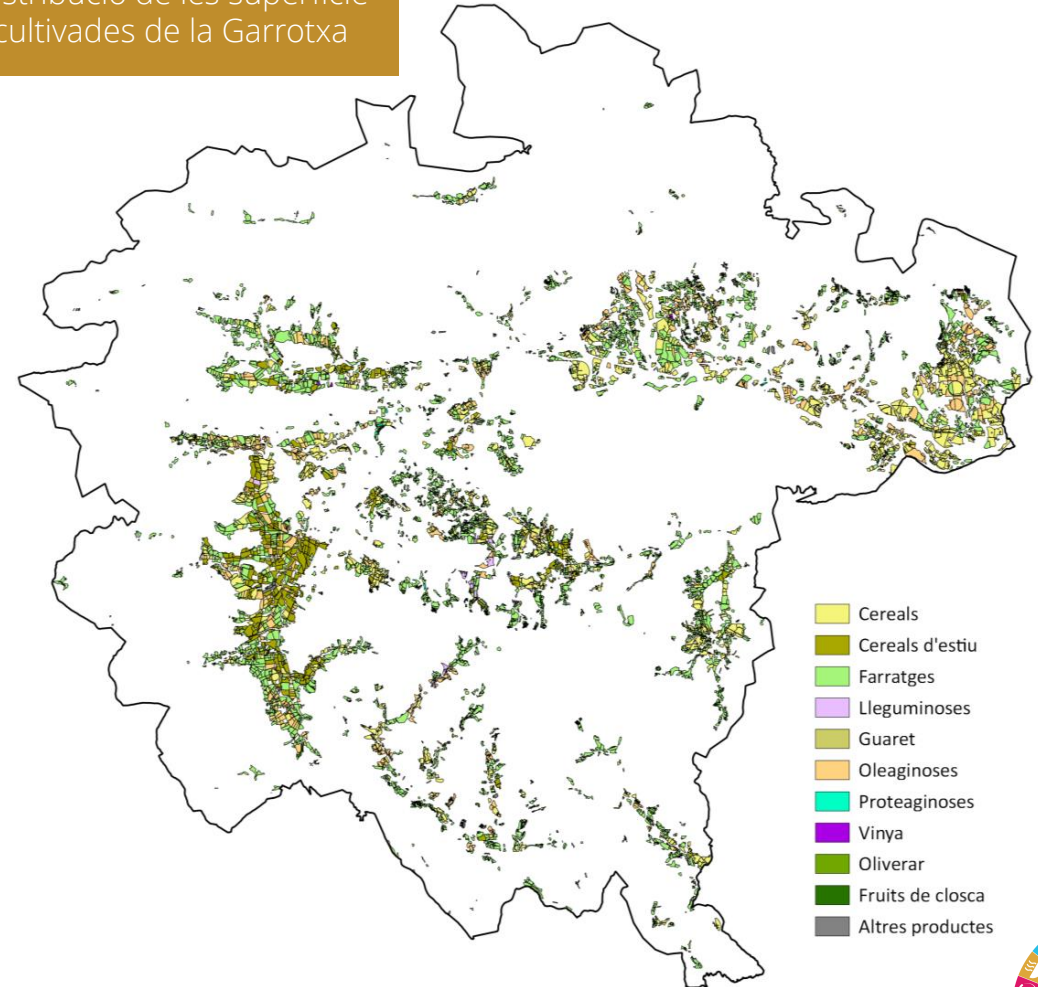 cultivades de la Garrotxa
Cereals
Cereals d'estiu
Farratges
Lleguminoses
Guaret
Oleaginoses
Proteaginoses
Vinya
Oliverar
Fruits de closca
Altres productes